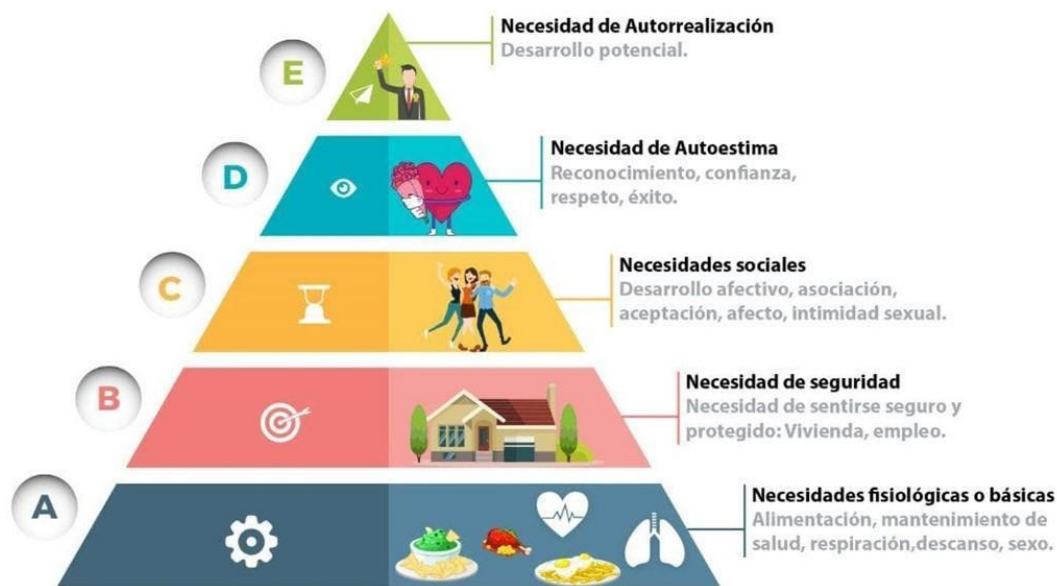 E
Necesidad de Autorrealización
Desarrollo potencial.
D
Necesidad de Autoestima
Reconocimiento, confianza,
respeto, éxito.
C
Necesidades sociales
Desarrollo afectivo, asociación,
aceptación, afecto, intimidad sexual.
B
Necesidad de seguridad
Necesidad de sentirse seguro y
protegido: Vivienda, empleo.
A
Necesidades fisiológicas o básicas
Alimentación, mantenimiento de
salud, respiración,descanso, sexo.